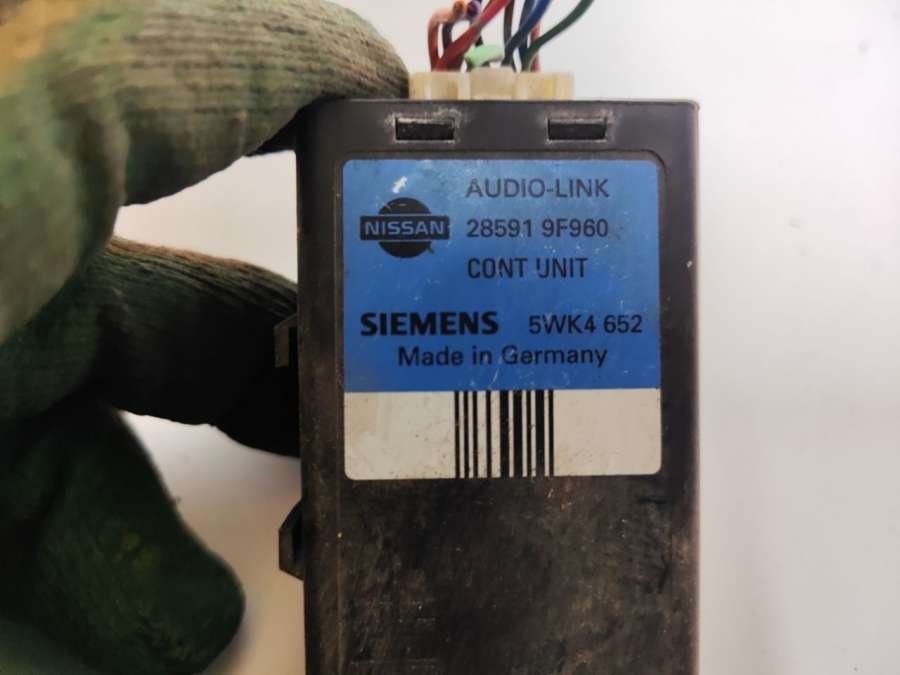 AUDIO-LINK
NISSAN 28591 9F960
CONT UNIT
SIEMENS 5WK4 652
Made in Germany